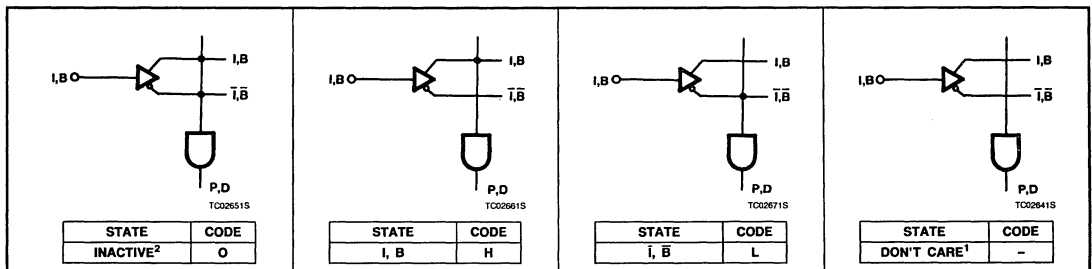 I,B
I,B
I̅,B̅
P,D
TC02651S
STATE CODE
INACTIVE² O
I,B
I,B
I̅,B̅
P,D
TC02661S
STATE CODE
I, B H
I,B
I,B
I̅,B̅
P,D
TC02671S
STATE CODE
I̅, B̅ L
I,B
I,B
I̅,B̅
P,D
TC02641S
STATE CODE
DON'T CARE¹ –